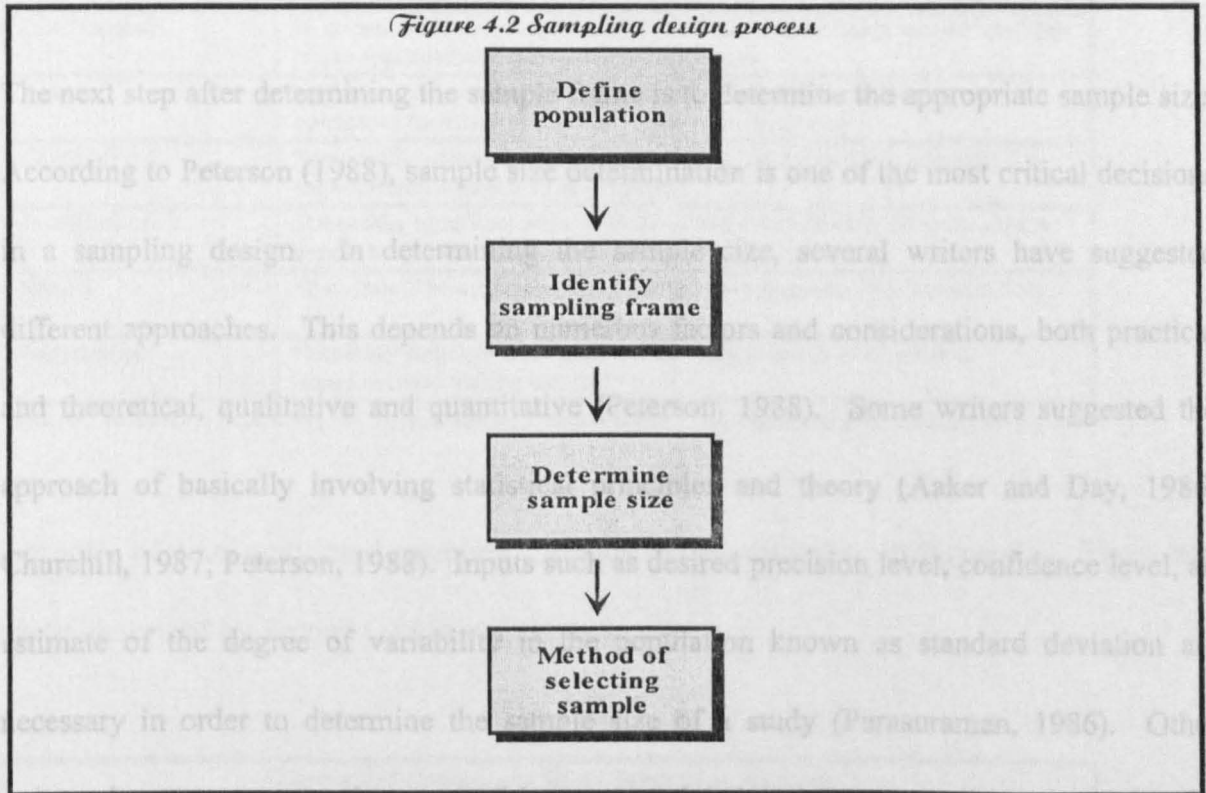 Figure 4.2 Sampling design process
Define
population
The next step after determining the sample frame is to determine the appropriate sample size
According to Peterson (1988), sample size determination is one of the most critical decision
in a sampling design. In determining the sample size, several writers have suggested
Identify
sampling frame
different approaches. This depends on numerous factors and considerations, both practical
and theoretical, qualitative and quantitative (Peterson, 1988). Some writers suggested the
Determine
sample size
approach of basically involving statistical principles and theory (Aaker and Day,
Churchill, 1987; Peterson, 1988). Inputs such as desired precision level, confidence level, an
estimate of the degree of variability in the population known as standard deviation
Method of
selecting
sample
necessary in order to determine the sample size of a study (Parasuraman, 1986).